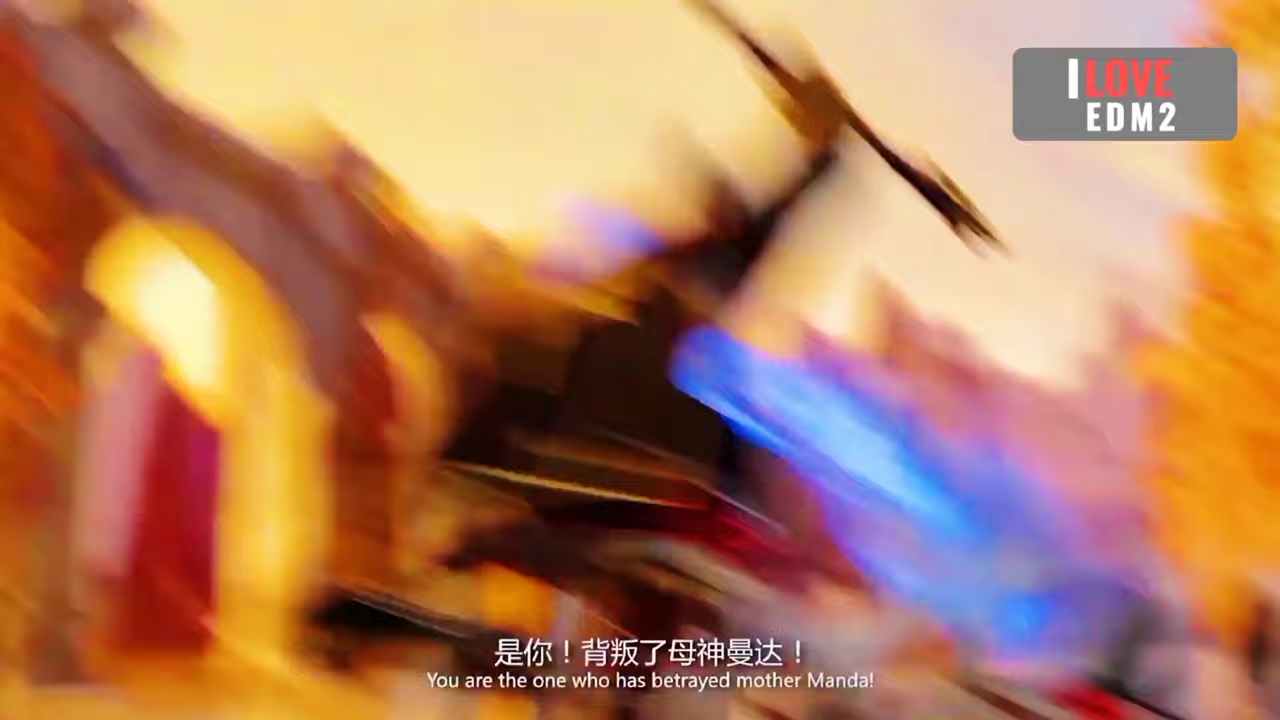 I LOVE
EDM2
是你！背叛了母神曼达！
You are the one who has betrayed mother Manda!